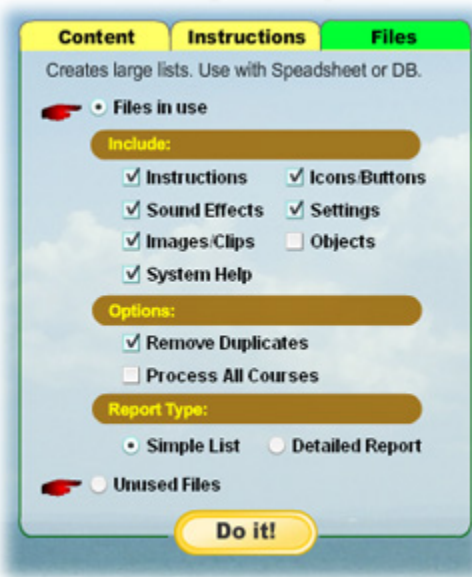 Content Instructions Files
Creates large lists. Use with Speadsheet or DB.
Files in use
Include:
Instructions Icons/Buttons
Sound Effects Settings
Images/Clips Objects
System Help
Options:
Remove Duplicates
Process All Courses
Report Type:
Simple List Detailed Report
Unused Files
Do it!